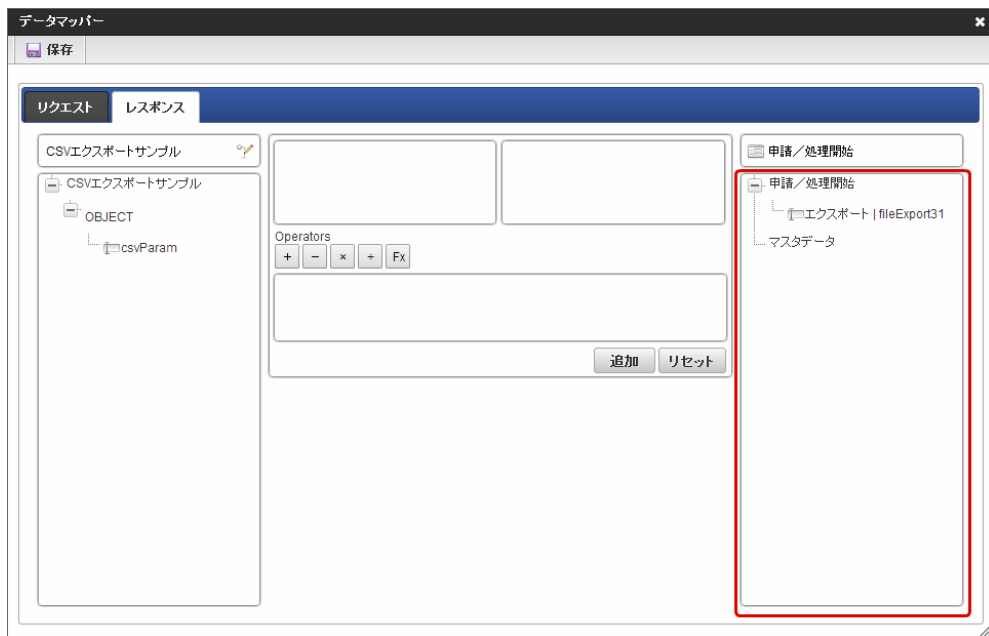 データマッパー
保存
リクエスト レスポンス
CSVエクスポートサンプル
CSVエクスポートサンプル
OBJECT
csvParam
Operators
+ − × ÷ Fx
追加 リセット
申請／処理開始
申請／処理開始
エクスポート | fileExport31
マスタデータ